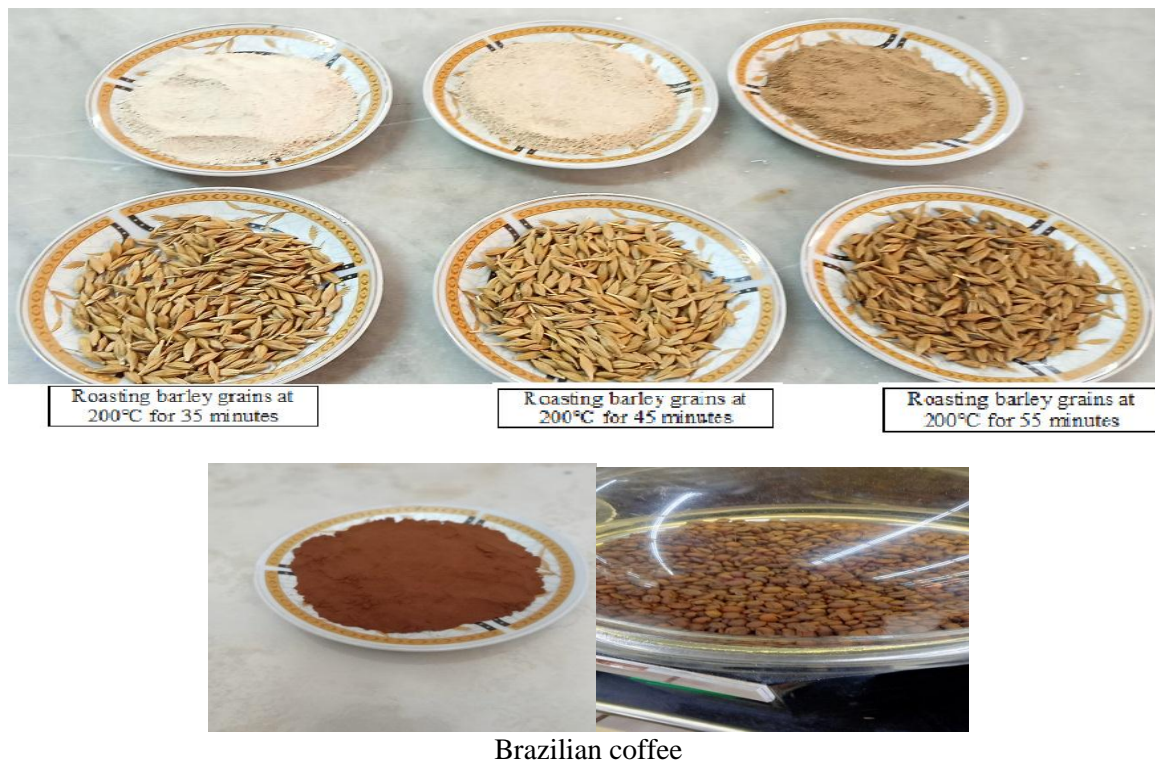 Roasting barley grains at
200°C for 35 minutes
Roasting barley grains at
200°C for 45 minutes
Roasting barley grains at
200°C for 55 minutes
Brazilian coffee